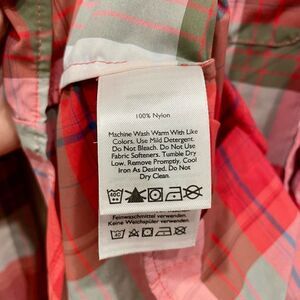 100% Nylon
Machine Wash Warm With Like
Colors. Use Mild Detergent.
Do Not Bleach. Do Not Use
Fabric Softeners. Tumble Dry
Low. Remove Promptly. Cool
Iron As Desired. Do Not
Dry Clean.
40C
Feinwaschmittel verwenden.
Keine Weichspüler verwenden.